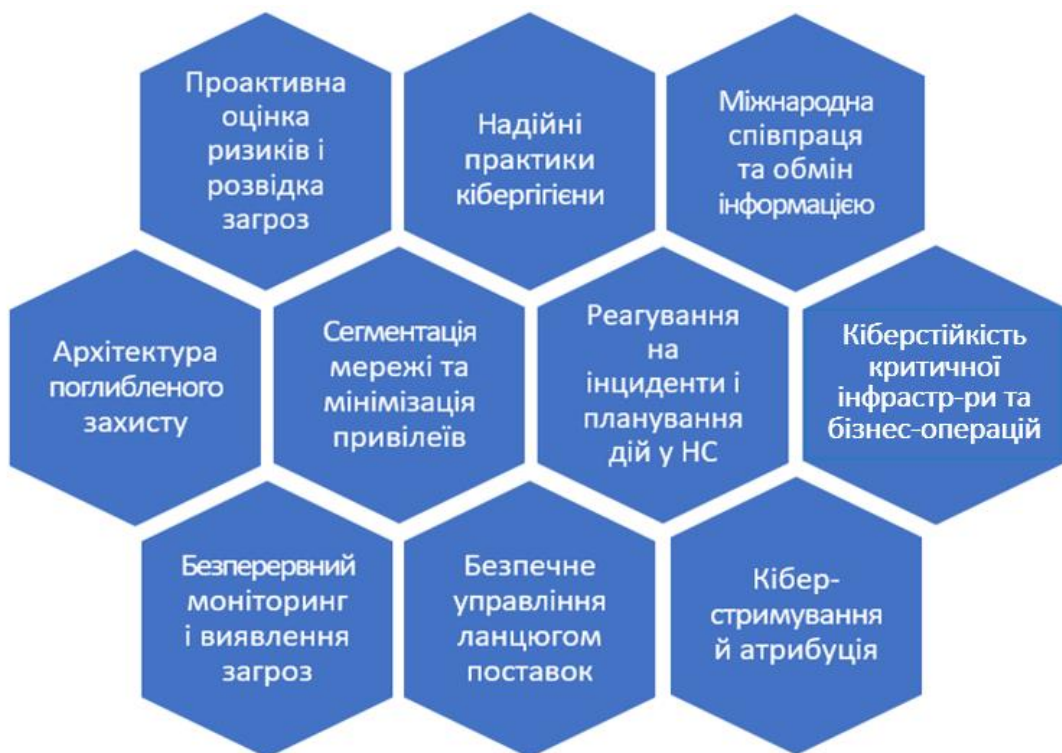 Проактивна
оцінка
ризиків і
розвідка
загроз
Надійні
практики
кібергігієни
Міжнародна
співпраця
та обмін
інформацією
Архітектура
поглибленого
захисту
Сегментація
мережі та
мінімізація
привілеїв
Реагування
на
інциденти і
планування
дій у НС
Кіберстійкість
критичної
інфрастр-ри та
бізнес-операцій
Безперервний
моніторинг
і виявлення
загроз
Безпечне
управління
ланцюгом
поставок
Кібер-
стримування
й атрибуція